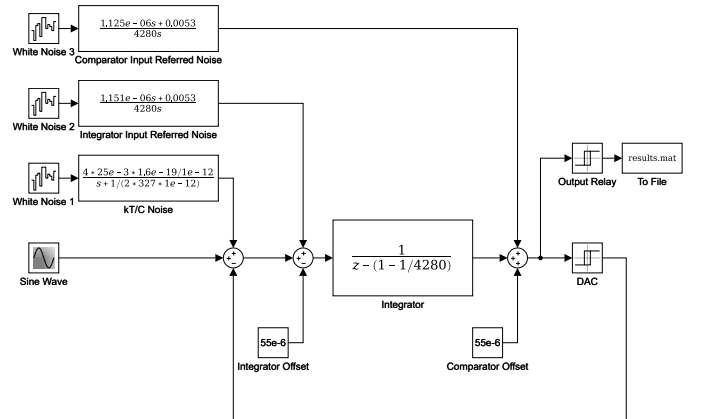 1,125e – 06s + 0,0053
4280s
White Noise 3
Comparator Input Referred Noise
1,151e – 06s + 0,0053
4280s
White Noise 2
Integrator Input Referred Noise
4 * 25e – 3 * 1,6e – 19/1e – 12
s + 1/(2 * 327 * 1e – 12)
White Noise 1
kT/C Noise
results.mat
Output Relay
To File
+
+
−
+
+
−
1
z − (1 − 1/4280)
+
+
+
Sine Wave
Integrator
DAC
55e-6
55e-6
Integrator Offset
Comparator Offset